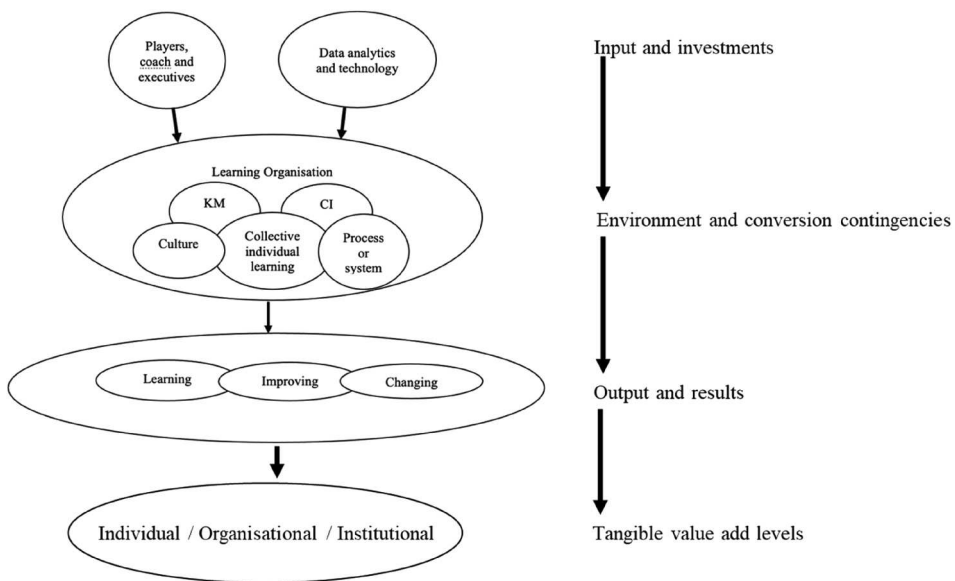 Players,
coach and
executives
Data analytics
and technology
Input and investments
Learning Organisation
KM
CI
Culture
Collective
individual
learning
Process
or
system
Environment and conversion contingencies
Learning
Improving
Changing
Output and results
Individual / Organisational / Institutional
Tangible value add levels